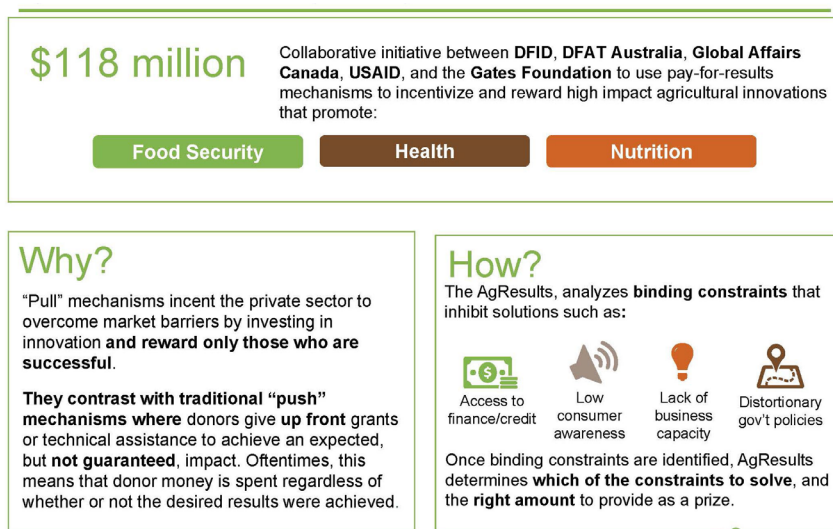 $118 million
Collaborative initiative between DFID, DFAT Australia, Global Affairs
Canada, USAID, and the Gates Foundation to use pay-for-results
mechanisms to incentivize and reward high impact agricultural innovations
that promote:
Food Security
Health
Nutrition
Why?
“Pull” mechanisms incent the private sector to
overcome market barriers by investing in
innovation and reward only those who are
successful.
They contrast with traditional “push”
mechanisms where donors give up front grants
or technical assistance to achieve an expected,
but not guaranteed, impact. Oftentimes, this
means that donor money is spent regardless of
whether or not the desired results were achieved.
How?
The AgResults, analyzes binding constraints that
inhibit solutions such as:
Access to
finance/credit
Low
consumer
awareness
Lack of
business
capacity
Distortionary
gov't policies
Once binding constraints are identified, AgResults
determines which of the constraints to solve, and
the right amount to provide as a prize.